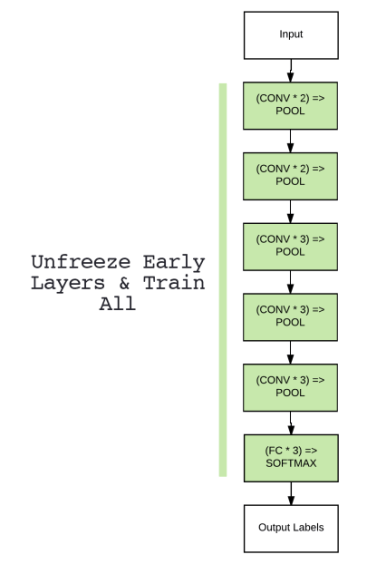 Input
(CONV * 2) =>
POOL
(CONV * 2) =>
POOL
(CONV * 3) =>
POOL
Unfreeze Early
Layers & Train
All
(CONV * 3) =>
POOL
(CONV * 3) =>
POOL
(FC * 3) =>
SOFTMAX
Output Labels